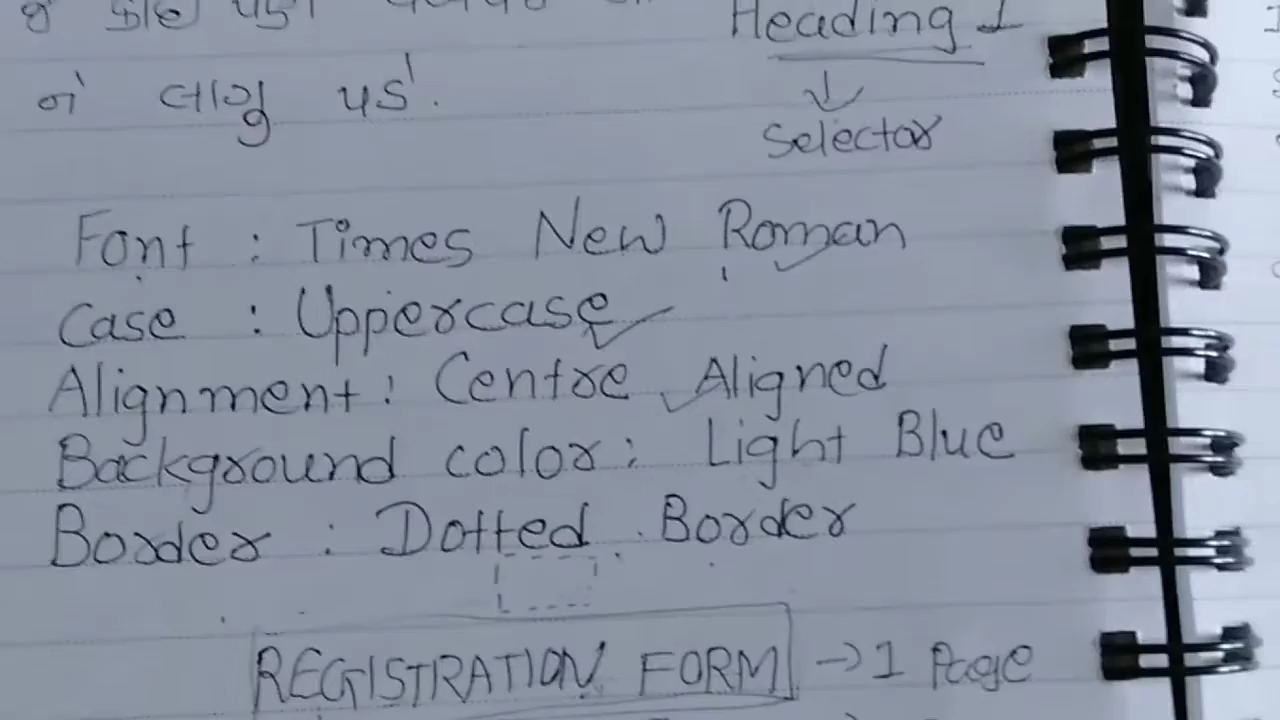 Heading 1
ને લાગુ પડે.
↓
Selector
Font : Times New Roman
Case : Uppercase
Alignment : Centre Aligned
Background color : Light Blue
Border : Dotted Border
REGISTRATION FORM → 1 Page